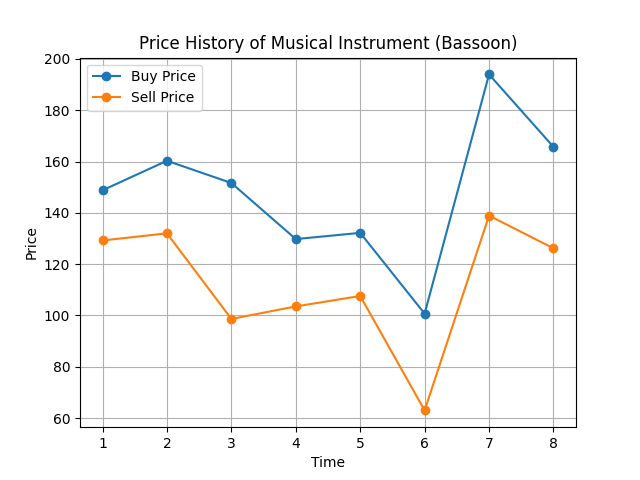 Price History of Musical Instrument (Bassoon)
Buy Price
Sell Price
Price
200
180
160
140
120
100
80
60
1 2 3 4 5 6 7 8
Time